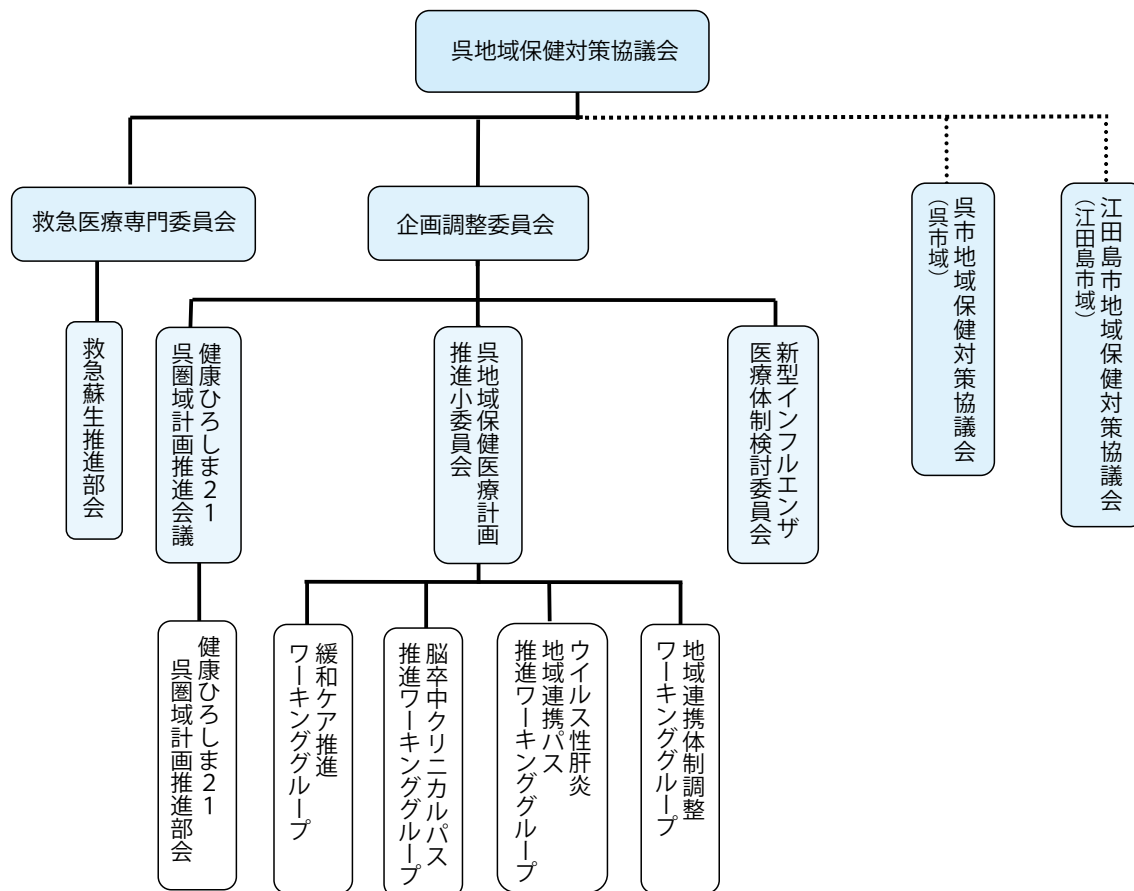 呉地域保健対策協議会
救急医療専門委員会
企画調整委員会
呉市地域保健対策協議会
（呉市域）
江田島市地域保健対策協議会
（江田島市域）
救急蘇生推進部会
健康ひろしま２１
呉圏域計画推進会議
呉地域保健医療計画
推進小委員会
新型インフルエンザ
医療体制検討委員会
健康ひろしま２１
呉圏域計画推進部会
緩和ケア推進
ワーキンググループ
脳卒中クリニカルパス
推進ワーキンググループ
ウイルス性肝炎
地域連携パス
推進ワーキンググループ
地域連携体制調整
ワーキンググループ